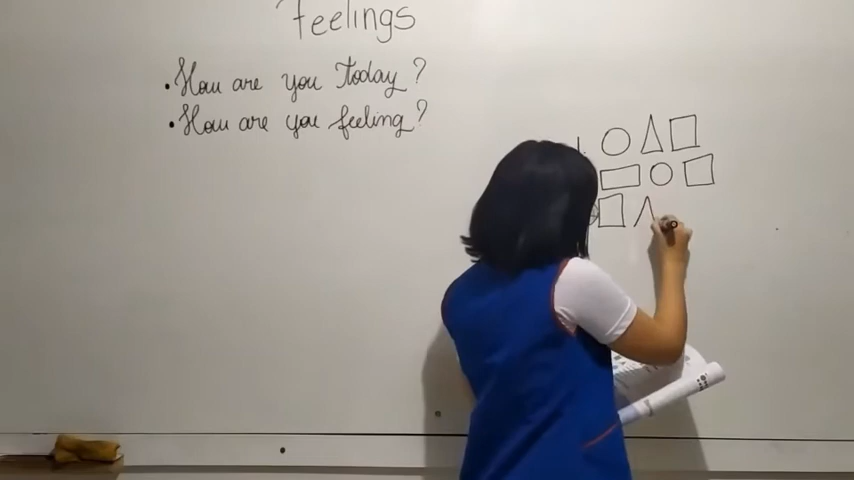 Feelings
• How are you Today?
• How are you feeling?